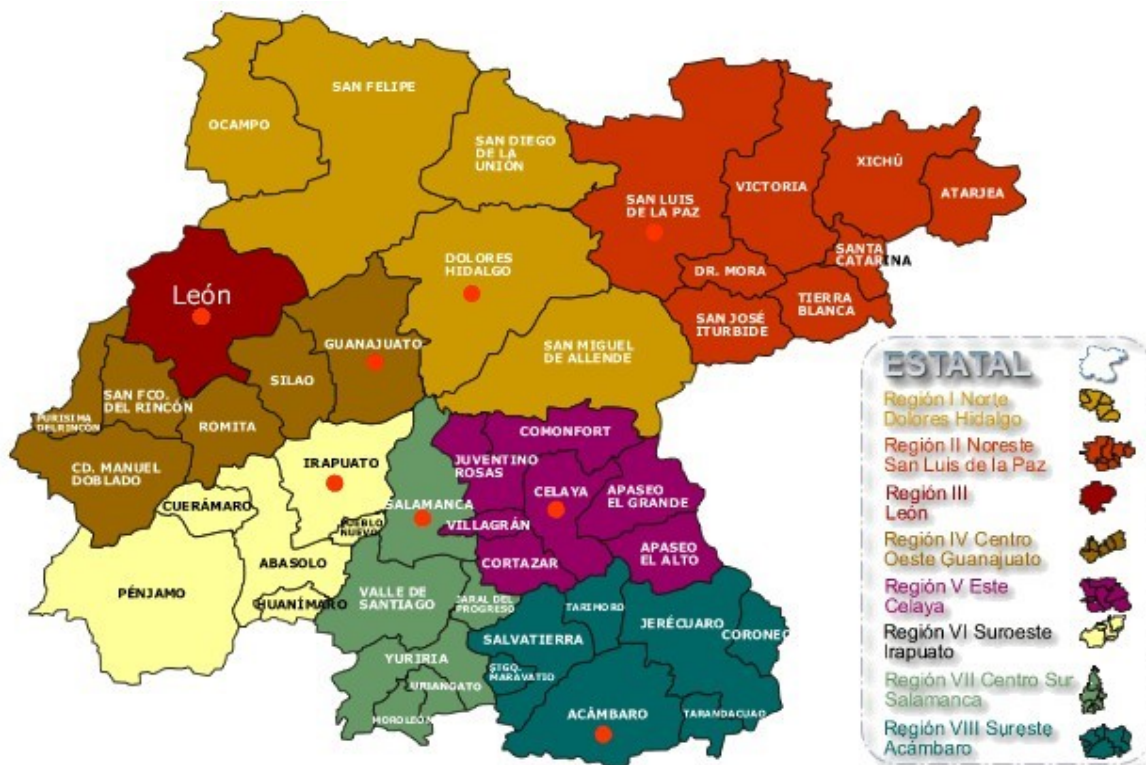 OCAMPO
SAN FELIPE
SAN DIEGO
DE LA
UNIÓN
XICHÚ
SAN LUIS
DE LA PAZ
VICTORIA
ATARJEA
DOLORES
HIDALGO
DR. MORA
SANTA
CATARINA
León
TIERRA
BLANCA
SAN JOSÉ
ITURBIDE
GUANAJUATO
SAN MIGUEL
DE ALLENDE
SILAO
SAN FCO.
DEL RINCÓN
PURISIMA
DELRINCÓN
ROMITA
CD. MANUEL
DOBLADO
IRAPUATO
COMONFORT
JUVENTINO
ROSAS
CELAYA
APASEO
EL GRANDE
CUERÁMARO
SALAMANCA
PUEBLO
NUEVO
VILLAGRÁN
ABASOLO
CORTAZAR
APASEO
EL ALTO
PÉNJAMO
HUANÍMARO
VALLE DE
SANTIAGO
JARAL DEL
PROGRESO
TARIMORO
JERÉCUARO
CORONEO
SALVATIERRA
YURIRIA
STGO.
MARAVATIO
URIANGATO
MOROLEÓN
ACÁMBARO
TARANDACUAO
ESTATAL
Región I Norte
Dolores Hidalgo
Región II Noreste
San Luis de la Paz
Región III
León
Región IV Centro
Oeste Guanajuato
Región V Este
Celaya
Región VI Suroeste
Irapuato
Región VII Centro Sur
Salamanca
Región VIII Sureste
Acámbaro